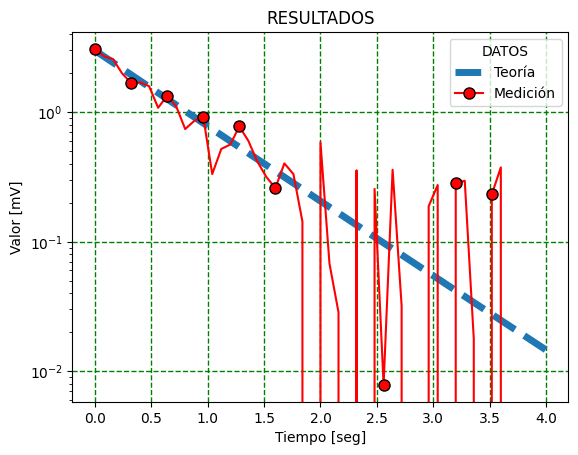 RESULTADOS
DATOS
Teoría
Medición
Valor [mV]
10⁰
10⁻¹
10⁻²
0.0 0.5 1.0 1.5 2.0 2.5 3.0 3.5 4.0
Tiempo [seg]